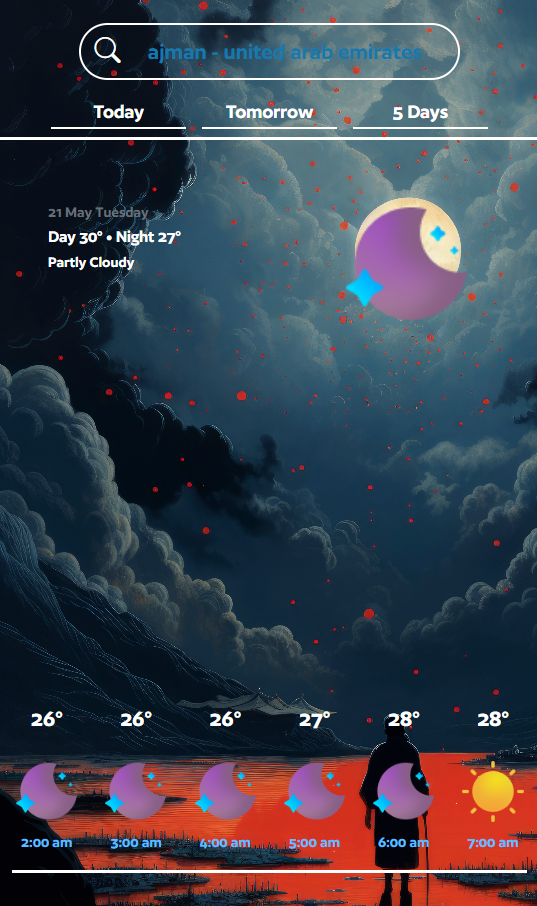 ajman - united arab emirates
Today Tomorrow 5 Days
21 May Tuesday
Day 30° • Night 27°
Partly Cloudy
26° 26° 26° 27° 28° 28°
2:00 am 3:00 am 4:00 am 5:00 am 6:00 am 7:00 am